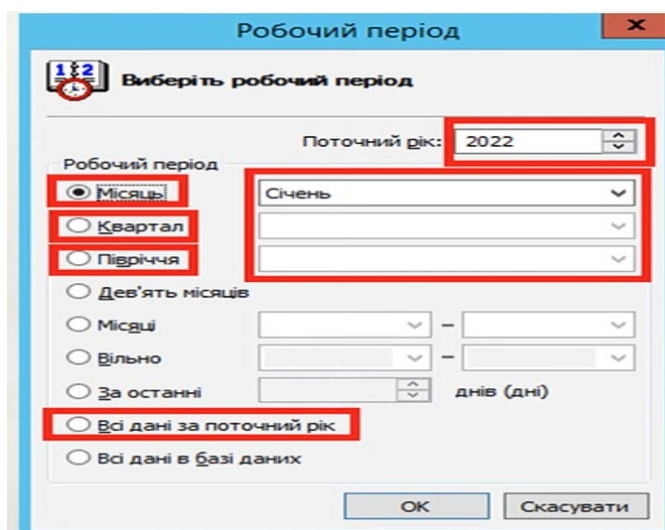 Робочий період
Виберіть робочий період
Поточний рік: 2022
Робочий період
Місяць Січень
Квартал
Півріччя
Дев'ять місяців
Місяці –
Вільно –
За останні днів (дні)
Всі дані за поточний рік
Всі дані в базі даних
ОК Скасувати